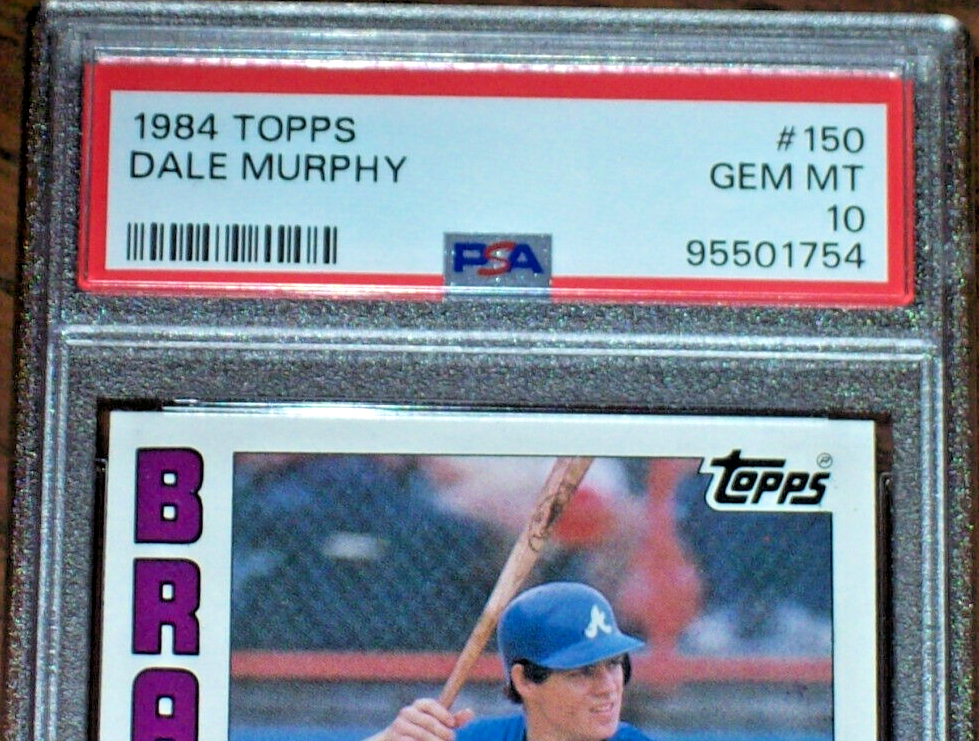 1984 TOPPS
DALE MURPHY
#150
GEM MT
10
95501754
PSA
TOPPS
BRA
A